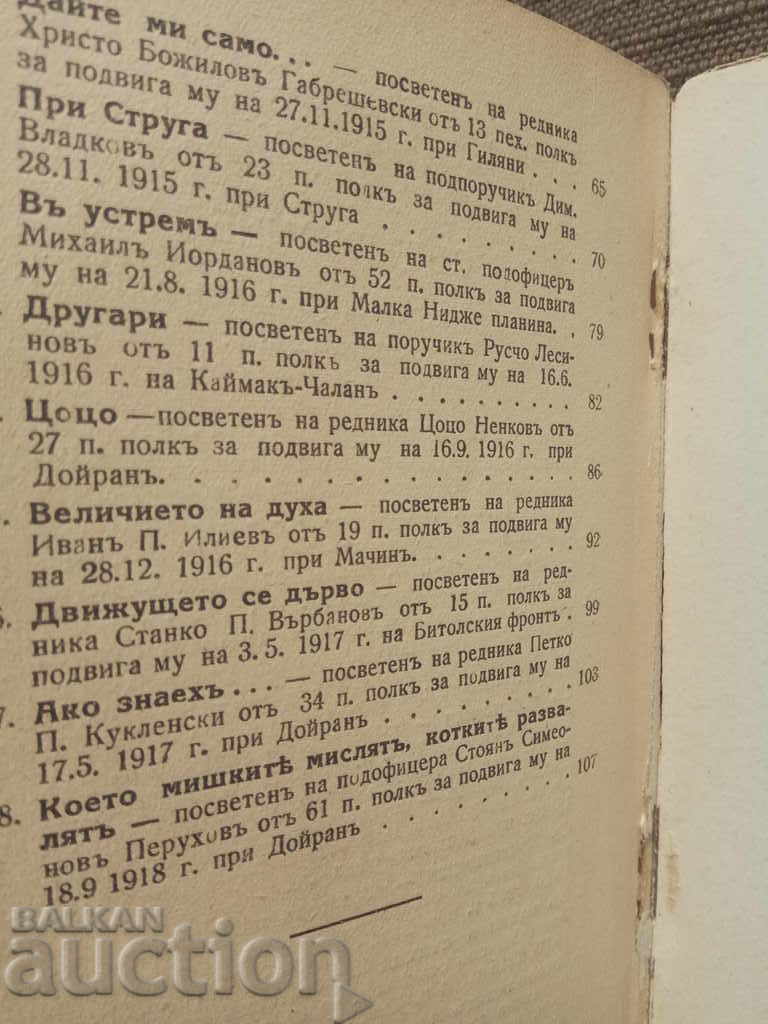 Дайте ми само... — посветенъ на редника
Христо Божиловъ Габрешевски отъ 13 пех. полкъ
за подвига му на 27.11.1915 г. при Гиляни . . . 65
При Струга — посветенъ на подпоручик Дим.
Владковъ отъ 23 п. полкъ за подвига му на
28.11. 1915 г. при Струга . . . . . . . . . 70
Въ устремъ — посветенъ на ст. подофицеръ
Михаилъ Иордановъ отъ 52 п. полкъ за подвига
му на 21.8. 1916 г. при Малка Нидже планина. . 79
Другари — посветенъ на поручикъ Русчо Леси-
новъ отъ 11 п. полкъ за подвига му на 16.6.
1916 г. на Каймакъ-Чаланъ . . . . . . . . . . 82
Цоцо — посветенъ на редника Цоцо Ненковъ отъ
27 п. полкъ за подвига му на 16.9. 1916 г. при
Дойранъ. . . . . . . . . . . . . . . . 86
Величието на духа — посветенъ на редника
Иванъ П. Илиевъ отъ 19 п. полкъ за подвига му
на 28.12. 1916 г. при Мачинъ. . . . . . . . 92
6. Движущето се дърво — посветенъ на ред-
ника Станко П. Върбановъ отъ 15 п. полкъ за
подвига му на 3. 5. 1917 г. на Битолския фронтъ. 99
7. Ако знаехъ... — посветенъ на редника Петко
П. Кукленски отъ 34 п. полкъ за подвига му на
17.5. 1917 г. при Дойранъ . . . . . . . . . 103
8. Което мишкитѣ мислятъ, коткитѣ разва-
лятъ — посветенъ на подофицера Стоянъ Симео-
новъ Перуховъ отъ 61 п. полкъ за подвига му на
18.9 1918 г. при Дойранъ . . . . . . . . . 107
BALKAN
auction